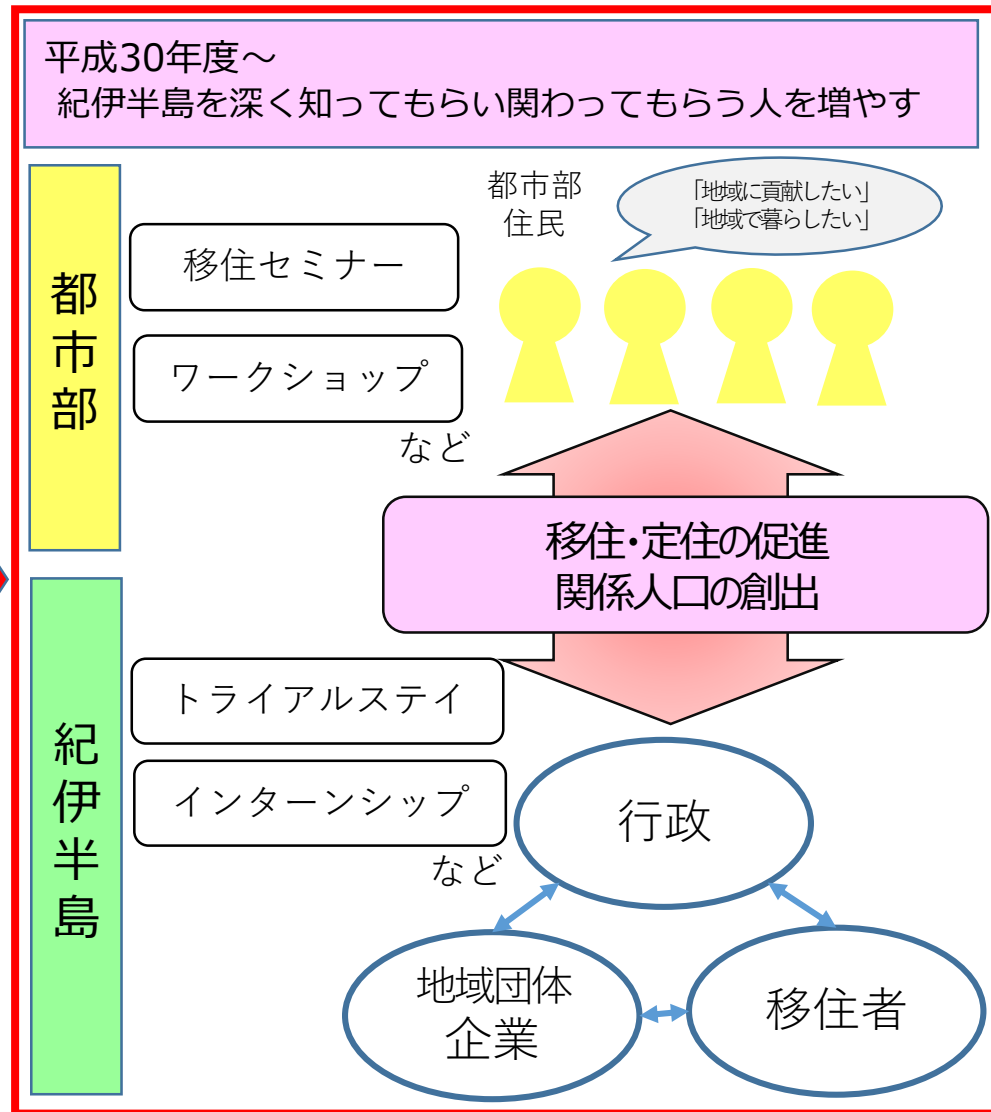 平成30年度～
紀伊半島を深く知ってもらい関わってもらう人を増やす
都市部
都市部
住民
「地域に貢献したい」
「地域で暮らしたい」
移住セミナー
ワークショップ
など
移住・定住の促進
関係人口の創出
紀伊半島
トライアルステイ
インターンシップ
など
行政
地域団体
企業
移住者